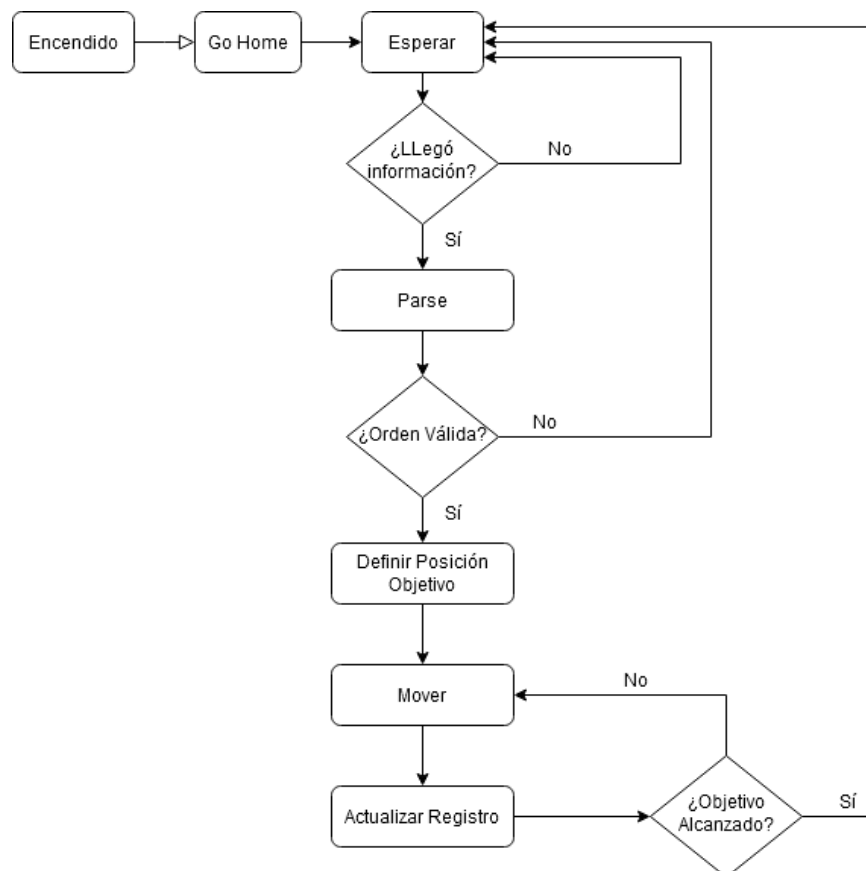 Encendido
Go Home
Esperar
¿LLegó
información?
No
Sí
Parse
¿Orden Válida?
No
Sí
Definir Posición
Objetivo
Mover
No
Actualizar Registro
¿Objetivo
Alcanzado?
Sí